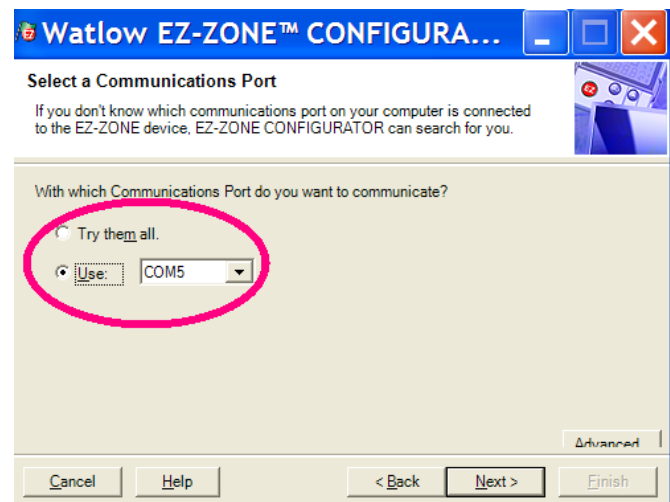 Watlow EZ-ZONE™ CONFIGURA...
Select a Communications Port
If you don't know which communications port on your computer is connected
to the EZ-ZONE device, EZ-ZONE CONFIGURATOR can search for you.
EZ
With which Communications Port do you want to communicate?
Try them all.
Use: COM5
Advanced
Cancel Help < Back Next > Finish